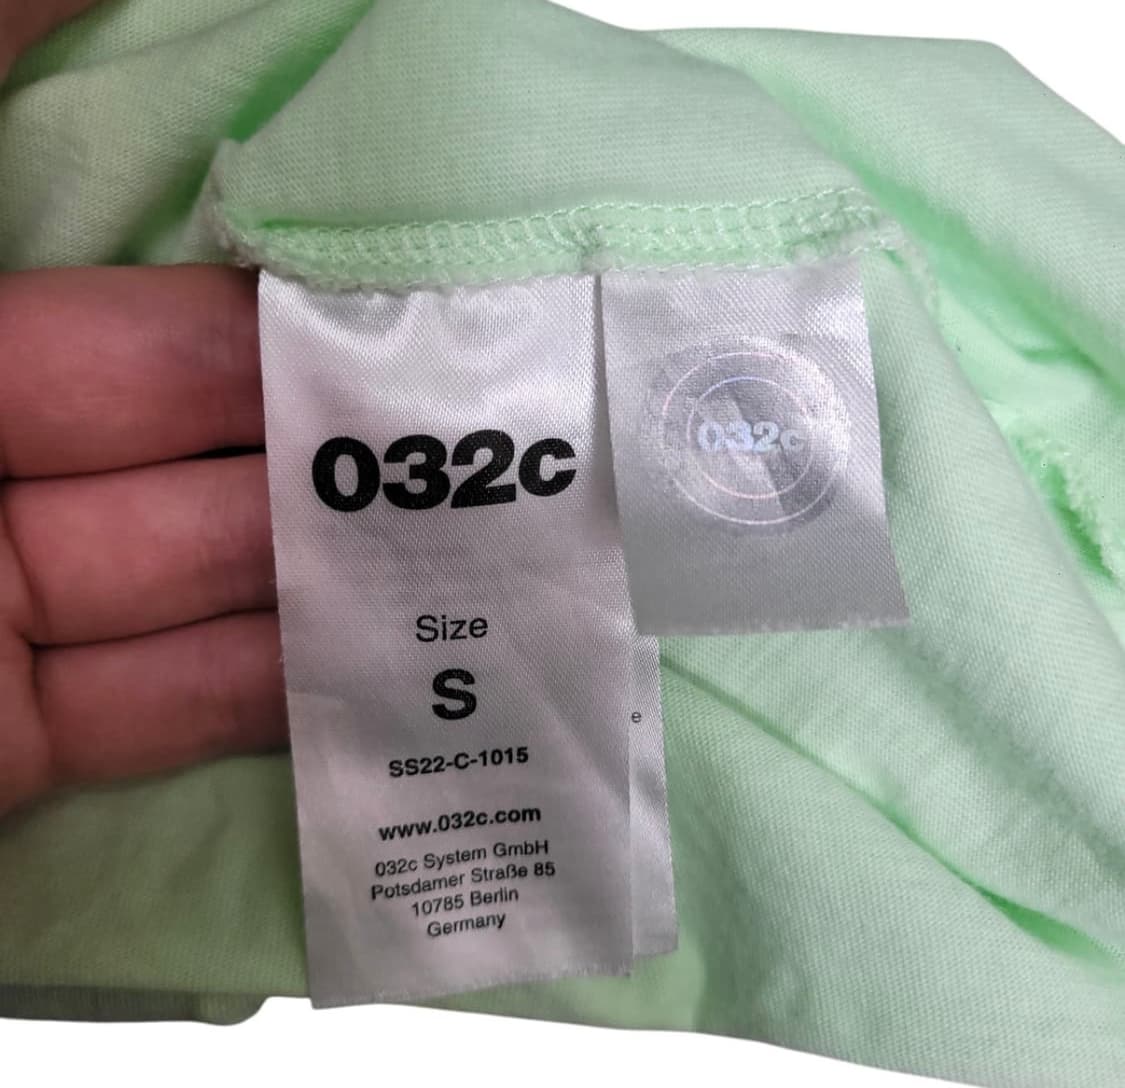 032c
Size
S
SS22-C-1015
www.032c.com
032c System GmbH
Potsdamer Straße 85
10785 Berlin
Germany
032c
e